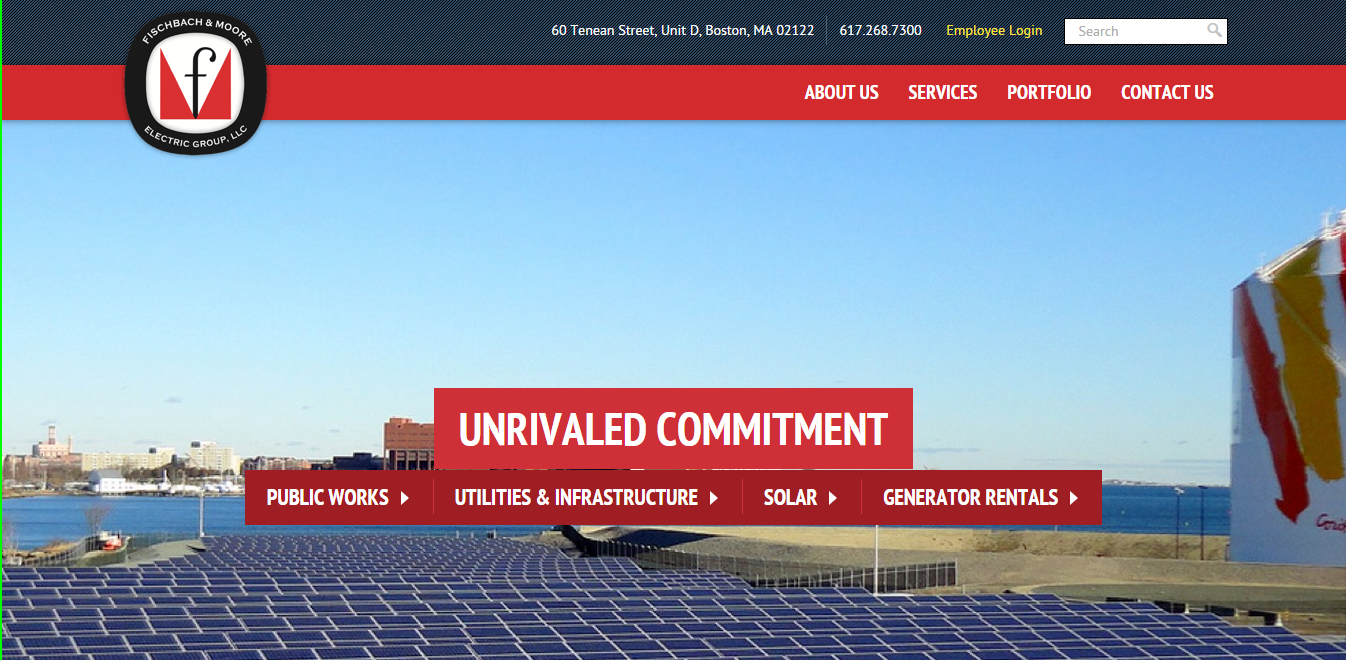 60 Tenean Street, Unit D, Boston, MA 02122
617.268.7300
Employee Login
Search
FISCHBACH & MOORE
f
ELECTRIC GROUP, LLC
ABOUT US
SERVICES
PORTFOLIO
CONTACT US
UNRIVALED COMMITMENT
PUBLIC WORKS
UTILITIES & INFRASTRUCTURE
SOLAR
GENERATOR RENTALS